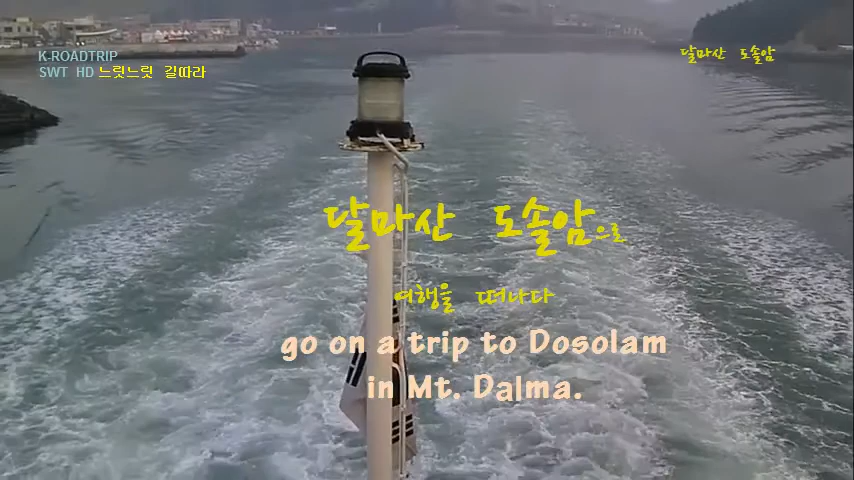 K-ROADTRIP
SWT HD 느릿느릿 길따라
달마산 도솔암
달마산 도솔암으로
여행을 떠나다
go on a trip to Dosolam
in Mt. Dalma.